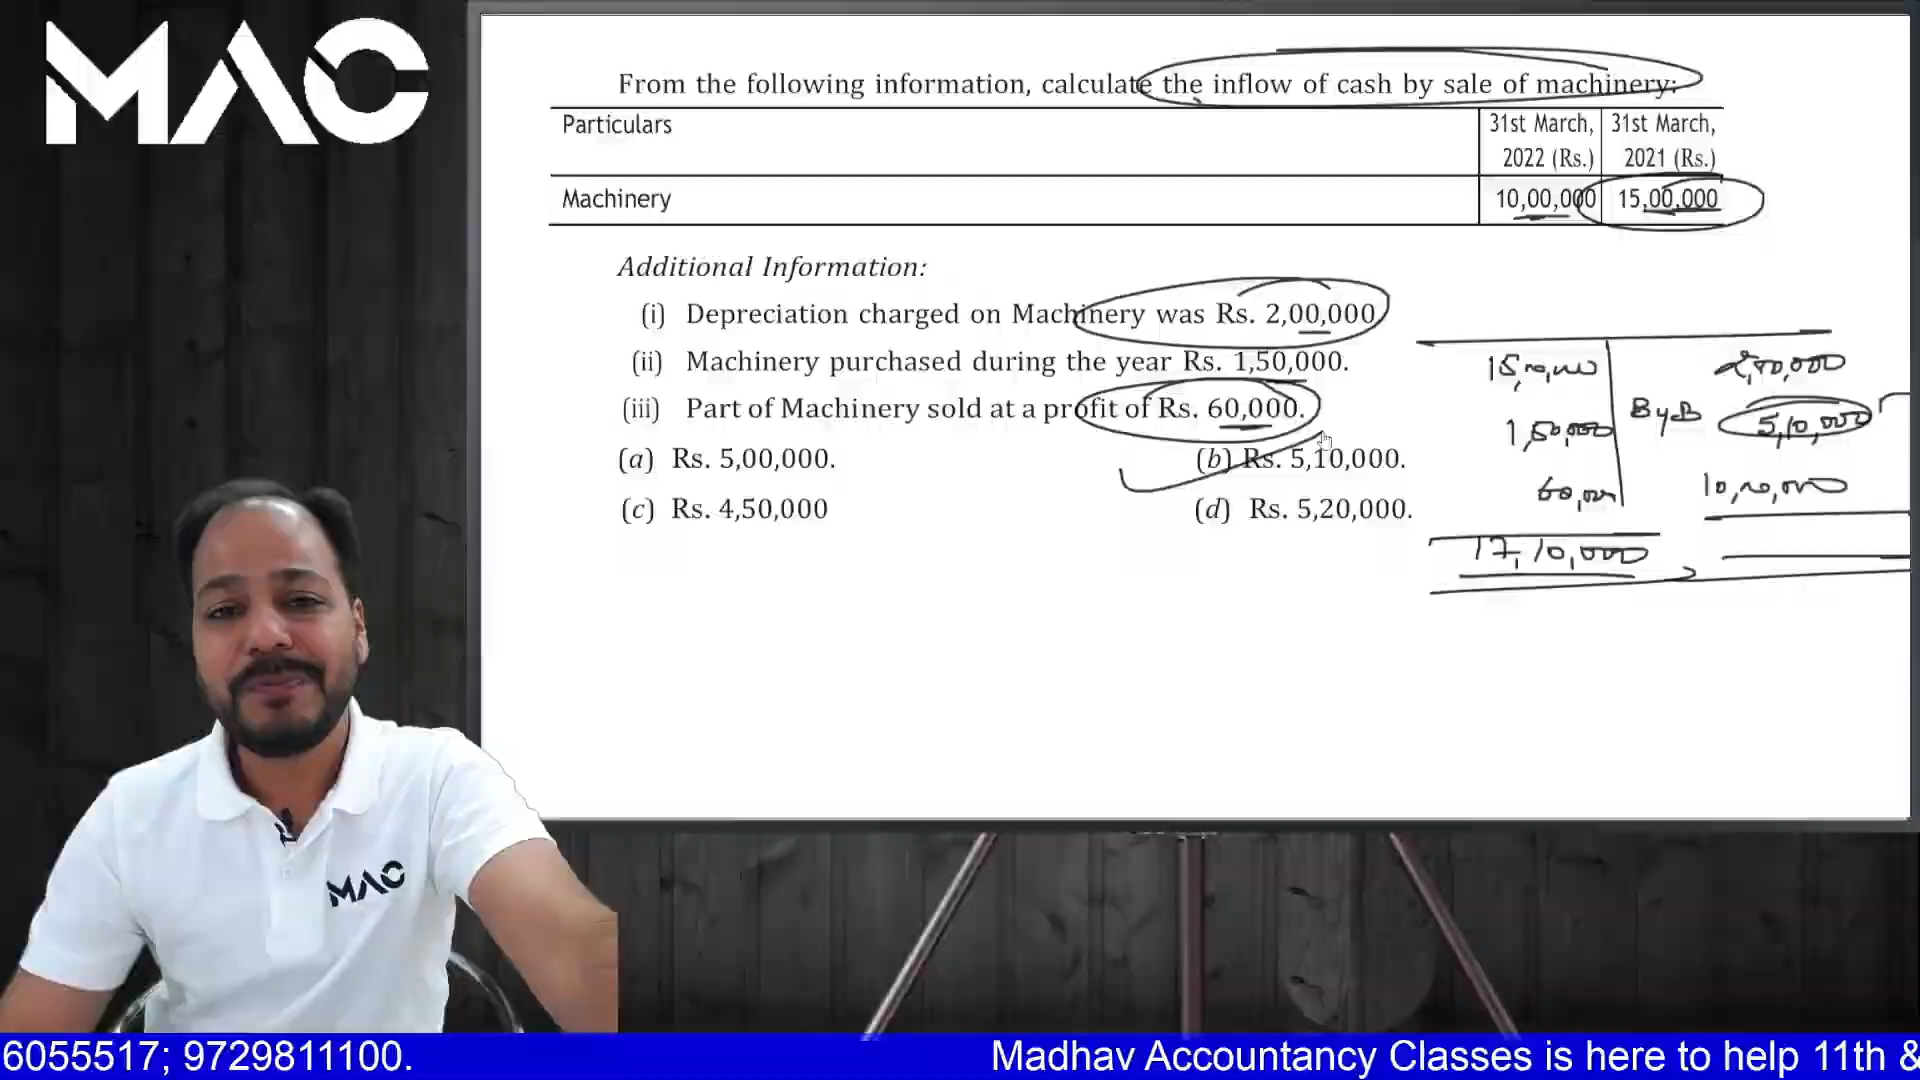 MAC
From the following information, calculate the inflow of cash by sale of machinery:
Particulars 31st March, 2022 (Rs.) 31st March, 2021 (Rs.)
Machinery 10,00,000 15,00,000
Additional Information:
(i) Depreciation charged on Machinery was Rs. 2,00,000
(ii) Machinery purchased during the year Rs. 1,50,000.
(iii) Part of Machinery sold at a profit of Rs. 60,000.
(a) Rs. 5,00,000. (b) Rs. 5,10,000.
(c) Rs. 4,50,000 (d) Rs. 5,20,000.
15,00,000 2,00,000
1,50,000 By B 5,10,000
60,000 10,00,000
17,10,000
MAC
6055517; 9729811100. Madhav Accountancy Classes is here to help 11th &